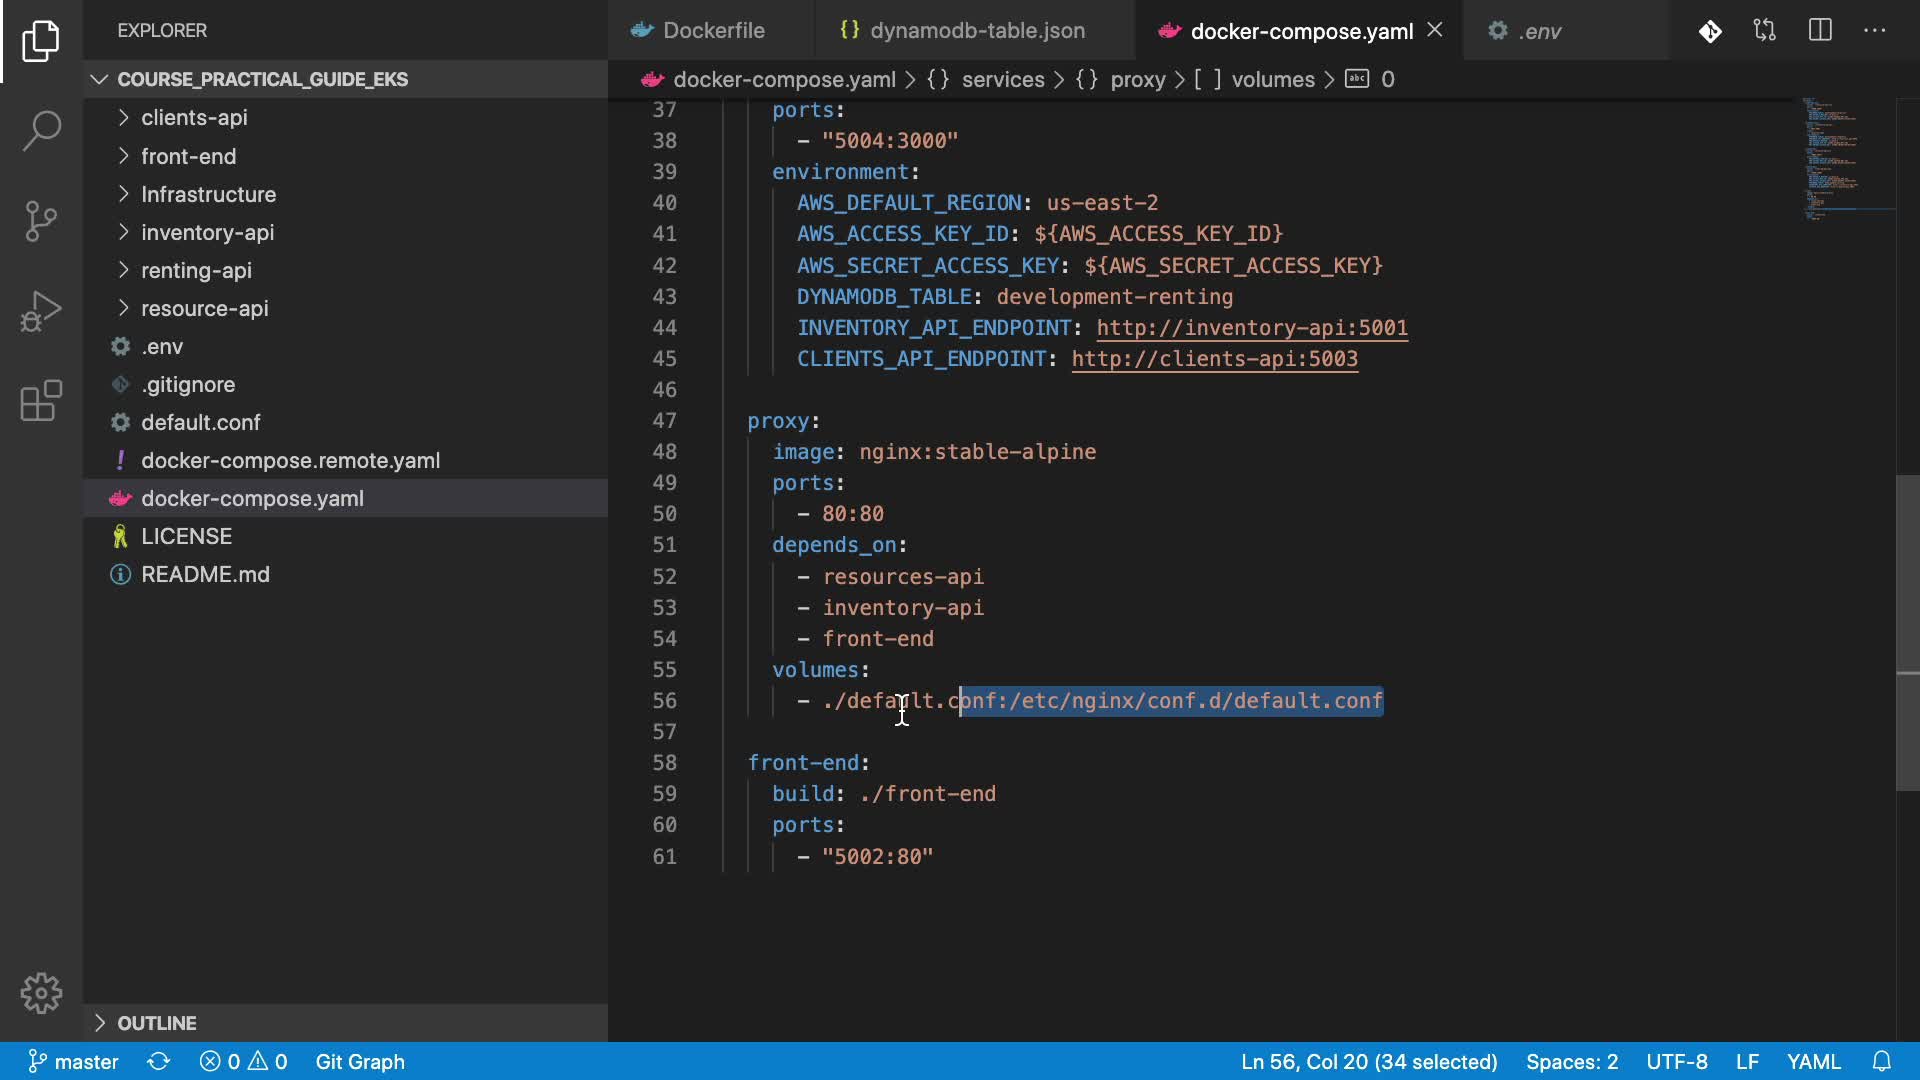 EXPLORER
Dockerfile
{} dynamodb-table.json
docker-compose.yaml
.env
COURSE_PRACTICAL_GUIDE_EKS
docker-compose.yaml > {} services > {} proxy > [ ] volumes > abc 0
clients-api
front-end
Infrastructure
inventory-api
renting-api
resource-api
.env
.gitignore
default.conf
! docker-compose.remote.yaml
docker-compose.yaml
LICENSE
README.md
OUTLINE
37 ports:
38 - "5004:3000"
39 environment:
40 AWS_DEFAULT_REGION: us-east-2
41 AWS_ACCESS_KEY_ID: ${AWS_ACCESS_KEY_ID}
42 AWS_SECRET_ACCESS_KEY: ${AWS_SECRET_ACCESS_KEY}
43 DYNAMODB_TABLE: development-renting
44 INVENTORY_API_ENDPOINT: http://inventory-api:5001
45 CLIENTS_API_ENDPOINT: http://clients-api:5003
46
47 proxy:
48 image: nginx:stable-alpine
49 ports:
50 - 80:80
51 depends_on:
52 - resources-api
53 - inventory-api
54 - front-end
55 volumes:
56 - ./default.conf:/etc/nginx/conf.d/default.conf
57
58 front-end:
59 build: ./front-end
60 ports:
61 - "5002:80"
master
0
0
Git Graph
Ln 56, Col 20 (34 selected)
Spaces: 2
UTF-8
LF
YAML